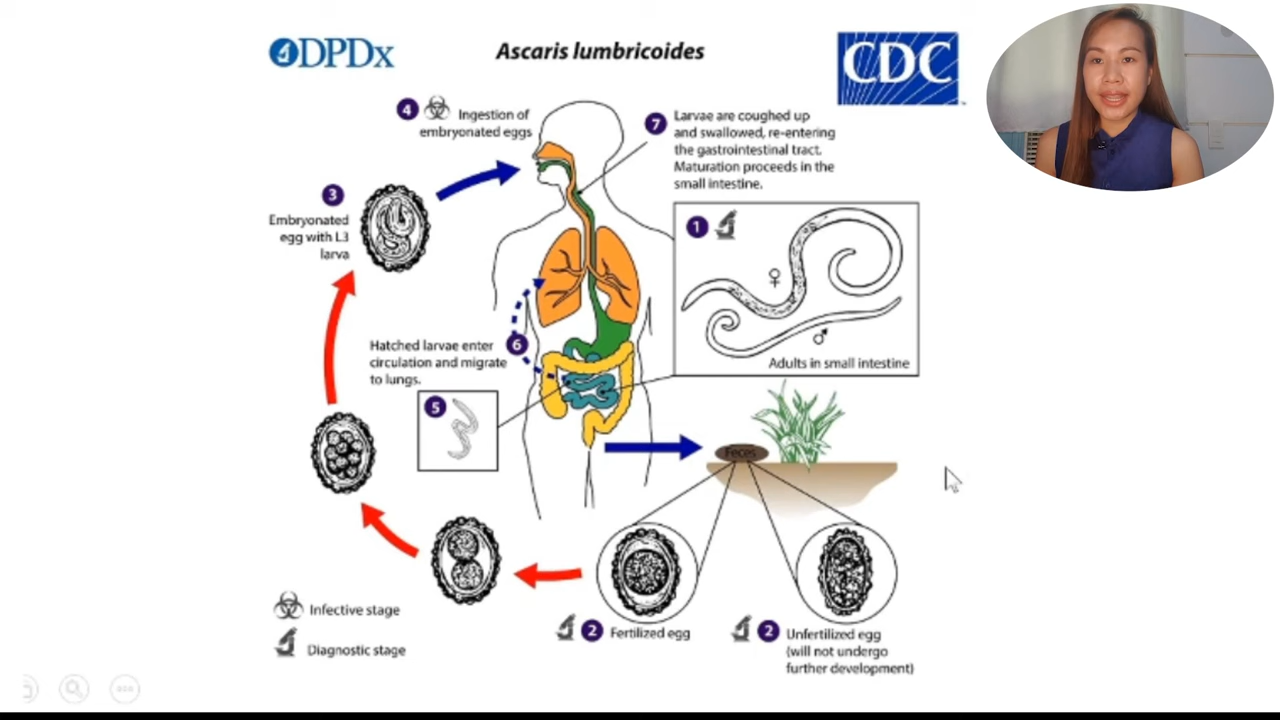 DPDx
Ascaris lumbricoides
CDC
4
Ingestion of
embryonated eggs
7
Larvae are coughed up
and swallowed, re-entering
the gastrointestinal tract.
Maturation proceeds in the
small intestine.
3
Embryonated
egg with L3
larva
1
♀
♂
Adults in small intestine
Hatched larvae enter
circulation and migrate
to lungs.
6
5
Feces
Infective stage
Diagnostic stage
2
Fertilized egg
2
Unfertilized egg
(will not undergo
further development)